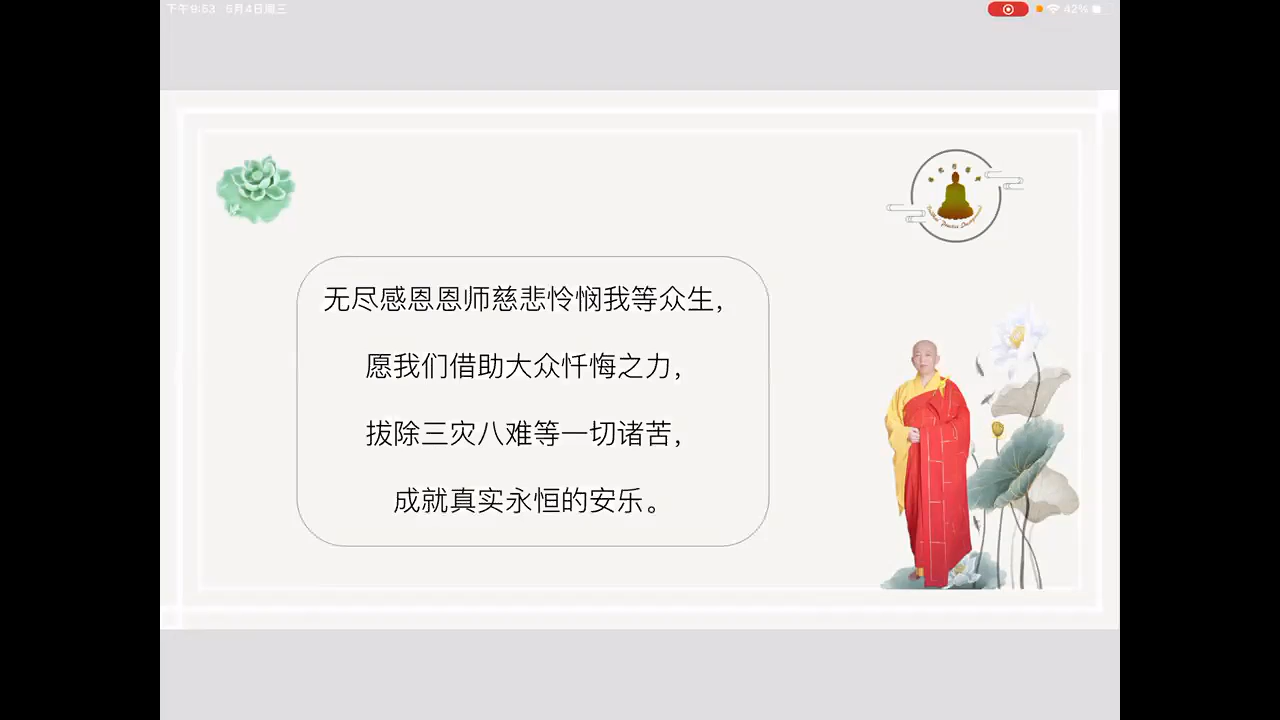 下午9:53 5月4日周三
42%
无尽感恩恩师慈悲怜悯我等众生，
愿我们借助大众忏悔之力，
拔除三灾八难等一切诸苦，
成就真实永恒的安乐。